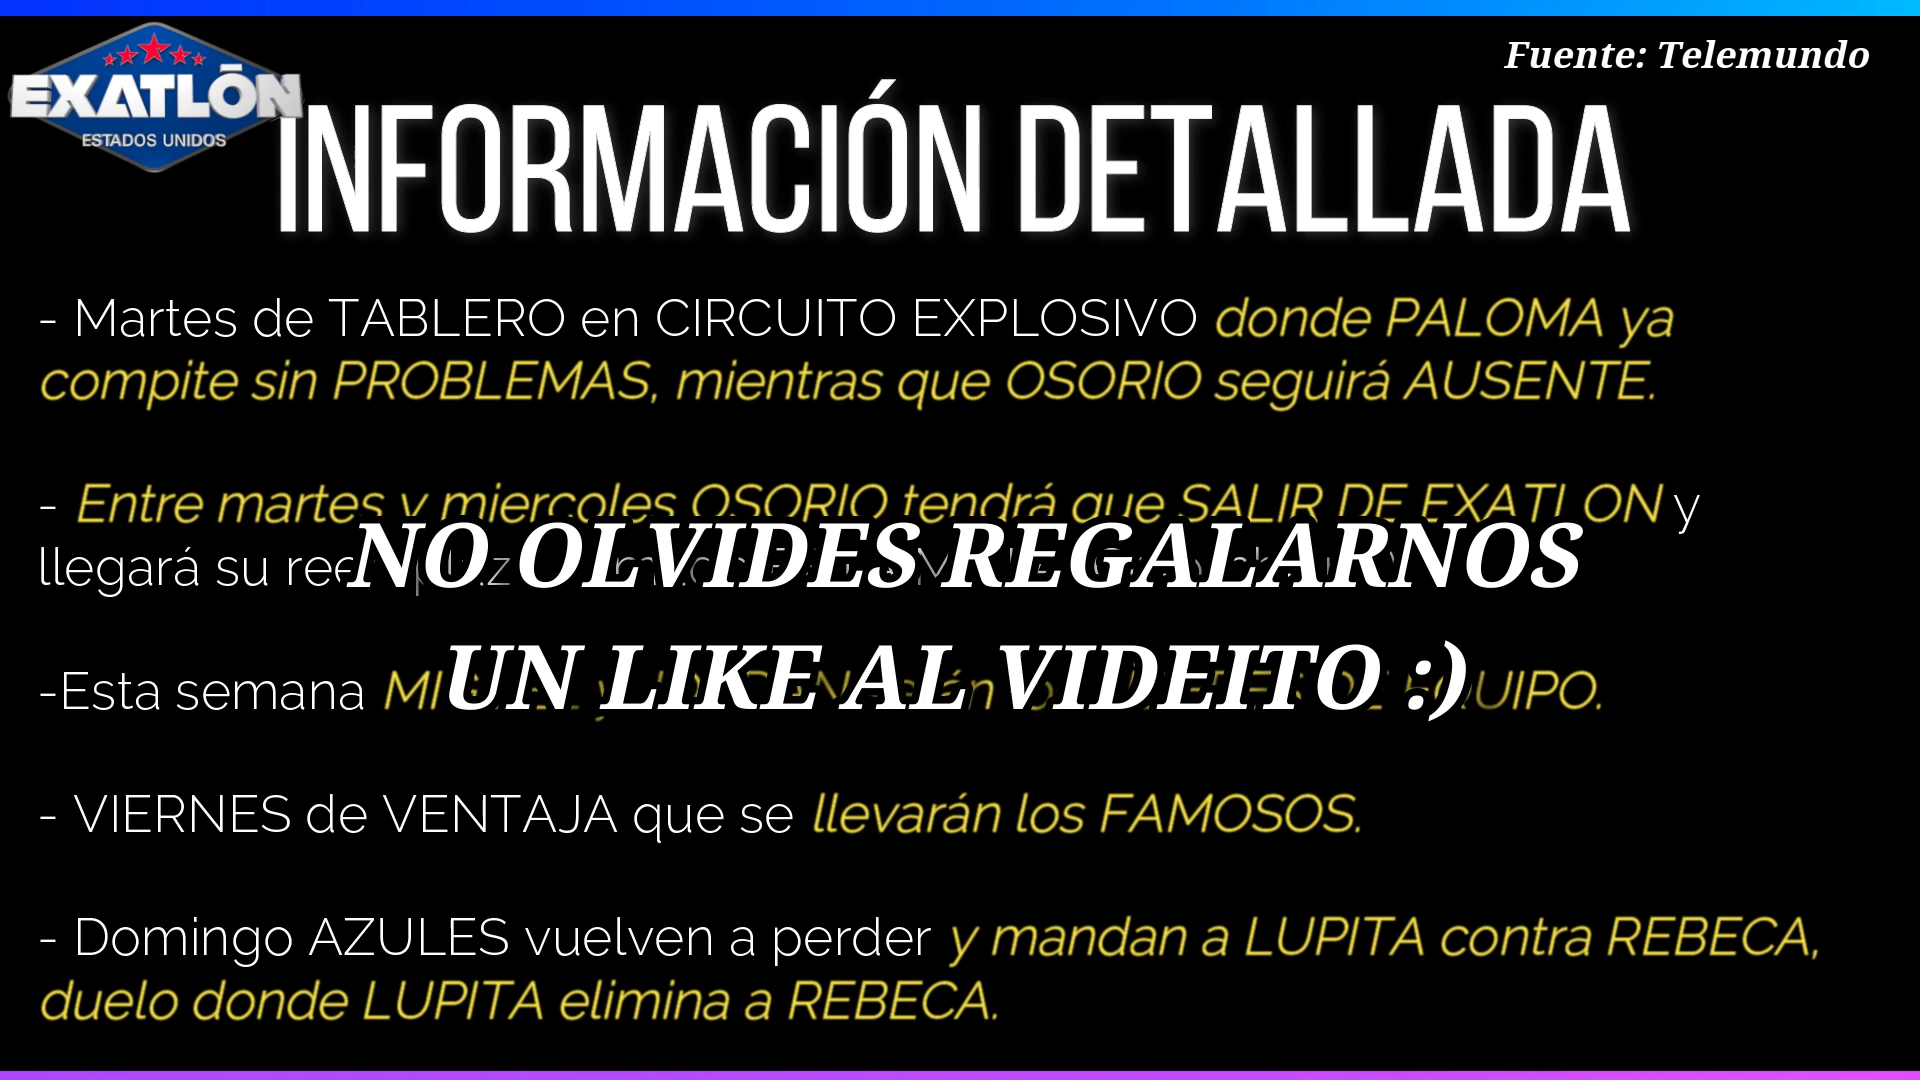 EXATLÓN
ESTADOS UNIDOS
Fuente: Telemundo
INFORMACIÓN DETALLADA
- Martes de TABLERO en CIRCUITO EXPLOSIVO donde PALOMA ya
compite sin PROBLEMAS, mientras que OSORIO seguirá AUSENTE.
- Entre martes y miercoles OSORIO tendrá que SALIR DE EXATLON y
llegará su
NO OLVIDES REGALARNOS
UN LIKE AL VIDEITO :)
-Esta semana EQUIPO.
- VIERNES de VENTAJA que se llevarán los FAMOSOS.
- Domingo AZULES vuelven a perder y mandan a LUPITA contra REBECA,
duelo donde LUPITA elimina a REBECA.